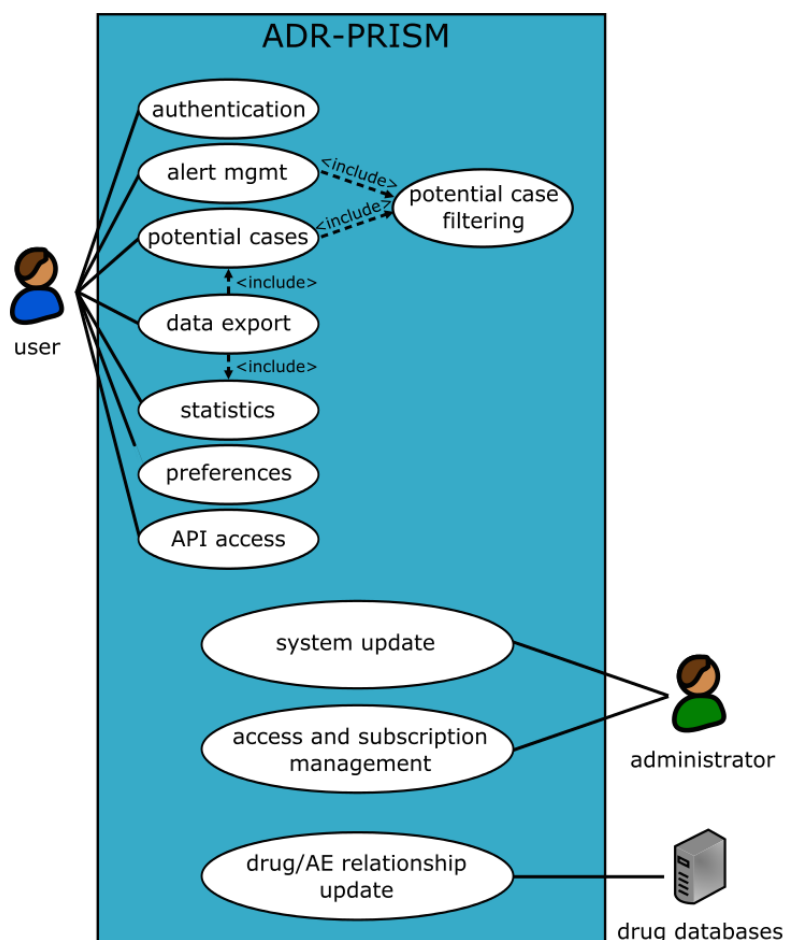 ADR-PRISM
authentication
alert mgmt
<include>
potential case
filtering
potential cases
<include>
<include>
data export
<include>
user
statistics
preferences
API access
system update
access and subscription
management
administrator
drug/AE relationship
update
drug databases